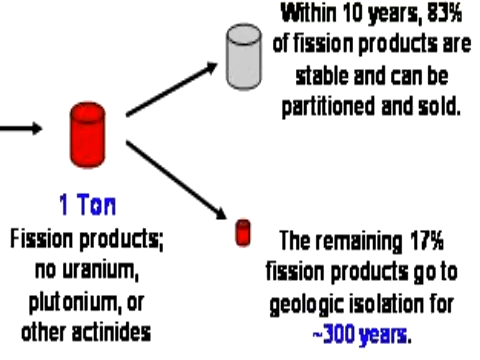 Within 10 years, 83%
of fission products are
stable and can be
partitioned and sold.
1 Ton
Fission products;
no uranium,
plutonium, or
other actinides
The remaining 17%
fission products go to
geologic isolation for
~300 years.